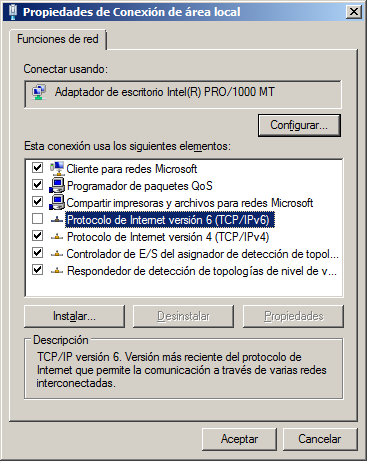 Propiedades de Conexión de área local
Funciones de red
Conectar usando:
Adaptador de escritorio Intel(R) PRO/1000 MT
Configurar...
Esta conexión usa los siguientes elementos:
Cliente para redes Microsoft
Programador de paquetes QoS
Compartir impresoras y archivos para redes Microsoft
Protocolo de Internet versión 6 (TCP/IPv6)
Protocolo de Internet versión 4 (TCP/IPv4)
Controlador de E/S del asignador de detección de topol...
Respondedor de detección de topologías de nivel de v...
Instalar...
Desinstalar
Propiedades
Descripción
TCP/IP versión 6. Versión más reciente del protocolo de
Internet que permite la comunicación a través de varias redes
interconectadas.
Aceptar
Cancelar